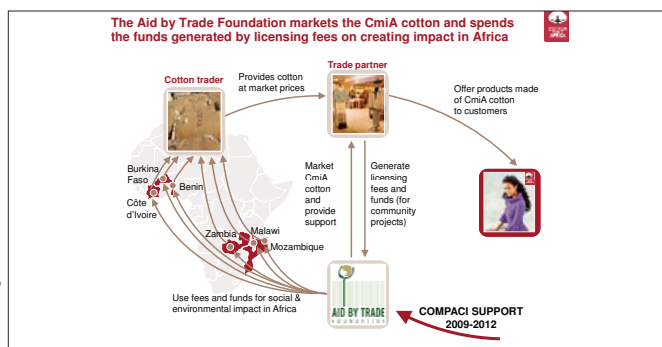 The Aid by Trade Foundation markets the CmiA cotton and spends
the funds generated by licensing fees on creating impact in Africa
Trade partner
Cotton trader
Provides cotton
at market prices
Offer products made
of CmiA cotton
to customers
Burkina
Faso
Benin
Côte
d'Ivoire
Market
CmiA
cotton
and
provide
support
Generate
licensing
fees and
funds (for
community
projects)
Zambia
Malawi
Mozambique
Use fees and funds for social &
environmental impact in Africa
AID BY TRADE
FOUNDATION
COMPACI SUPPORT
2009-2012